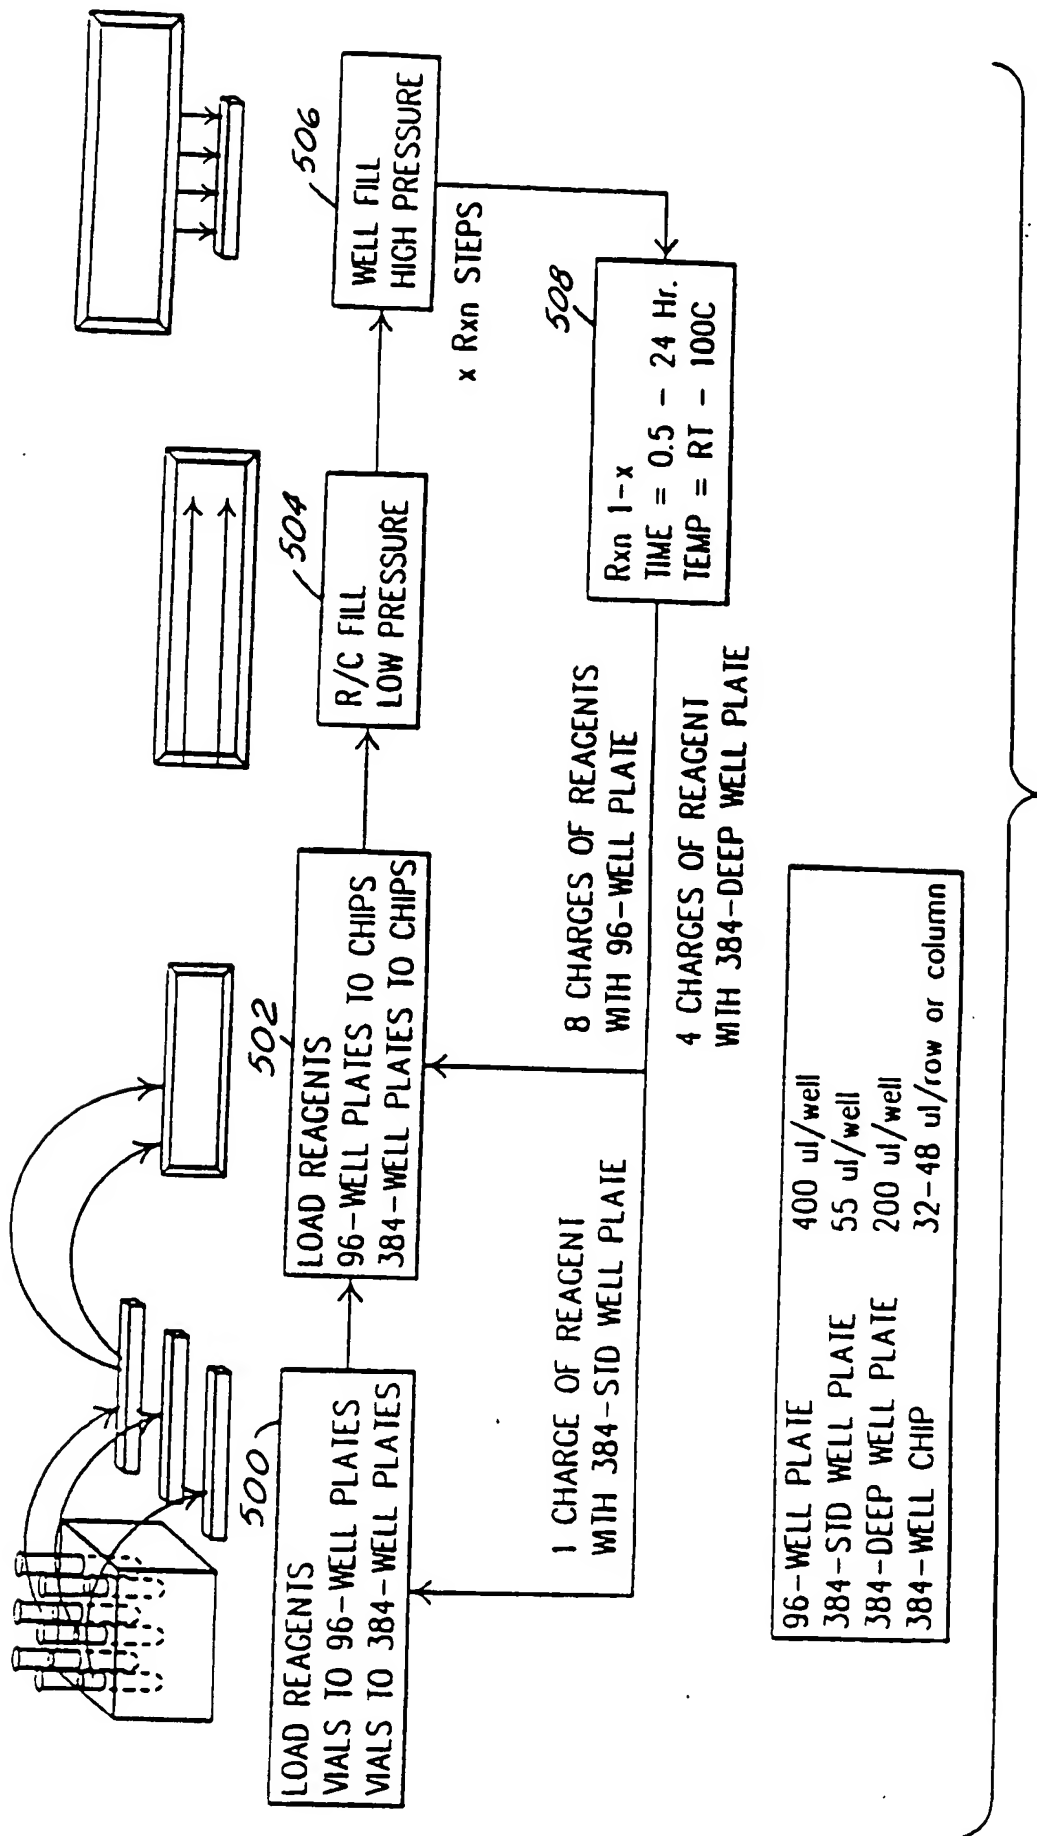 500
LOAD REAGENTS
VIALS TO 96-WELL PLATES
VIALS TO 384-WELL PLATES
502
LOAD REAGENTS
96-WELL PLATES TO CHIPS
384-WELL PLATES TO CHIPS
504
R/C FILL
LOW PRESSURE
506
WELL FILL
HIGH PRESSURE
x Rxn STEPS
508
Rxn 1-x
TIME = 0.5 - 24 Hr.
TEMP = RT - 100C
8 CHARGES OF REAGENTS
WITH 96-WELL PLATE
4 CHARGES OF REAGENT
WITH 384-DEEP WELL PLATE
1 CHARGE OF REAGENT
WITH 384-STD WELL PLATE
96-WELL PLATE 400 ul/well
384-STD WELL PLATE 55 ul/well
384-DEEP WELL PLATE 200 ul/well
384-WELL CHIP 32-48 ul/row or column